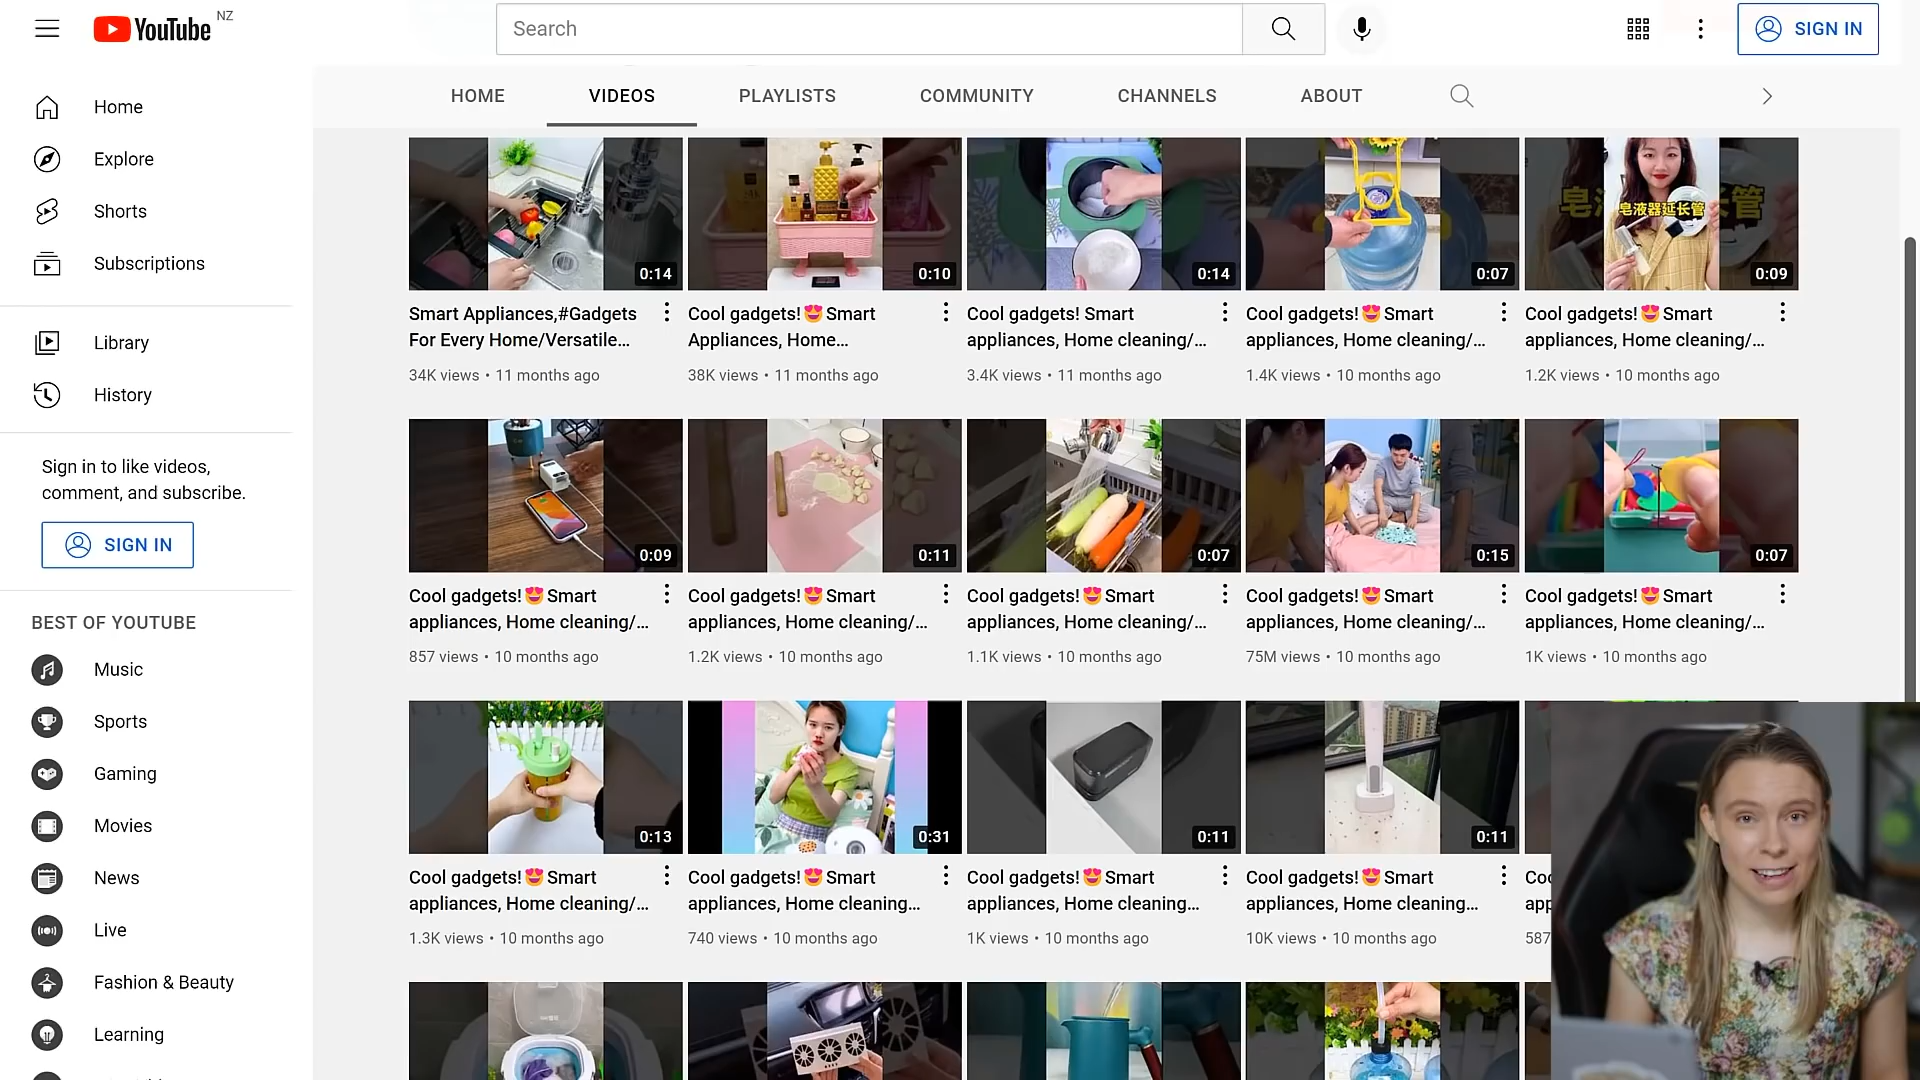 YouTube NZ
Search
SIGN IN
Home
Explore
Shorts
Subscriptions
Library
History
Sign in to like videos,
comment, and subscribe.
SIGN IN
BEST OF YOUTUBE
Music
Sports
Gaming
Movies
News
Live
Fashion & Beauty
Learning
HOME VIDEOS PLAYLISTS COMMUNITY CHANNELS ABOUT
皂液器延长管
0:14 0:10 0:14 0:07 0:09
Smart Appliances,#Gadgets
For Every Home/Versatile...
34K views • 11 months ago
Cool gadgets!😍Smart
Appliances, Home...
38K views • 11 months ago
Cool gadgets! Smart
appliances, Home cleaning/...
3.4K views • 11 months ago
Cool gadgets!😍Smart
appliances, Home cleaning/...
1.4K views • 10 months ago
Cool gadgets!😍Smart
appliances, Home cleaning/...
1.2K views • 10 months ago
0:09 0:11 0:07 0:15 0:07
Cool gadgets!😍Smart
appliances, Home cleaning/...
857 views • 10 months ago
Cool gadgets!😍Smart
appliances, Home cleaning/...
1.2K views • 10 months ago
Cool gadgets!😍Smart
appliances, Home cleaning/...
1.1K views • 10 months ago
Cool gadgets!😍Smart
appliances, Home cleaning/...
75M views • 10 months ago
Cool gadgets!😍Smart
appliances, Home cleaning/...
1K views • 10 months ago
0:13 0:31 0:11 0:11
Cool gadgets!😍Smart
appliances, Home cleaning/...
1.3K views • 10 months ago
Cool gadgets!😍Smart
appliances, Home cleaning...
740 views • 10 months ago
Cool gadgets!😍Smart
appliances, Home cleaning...
1K views • 10 months ago
Cool gadgets!😍Smart
appliances, Home cleaning...
10K views • 10 months ago
Coo
app
587